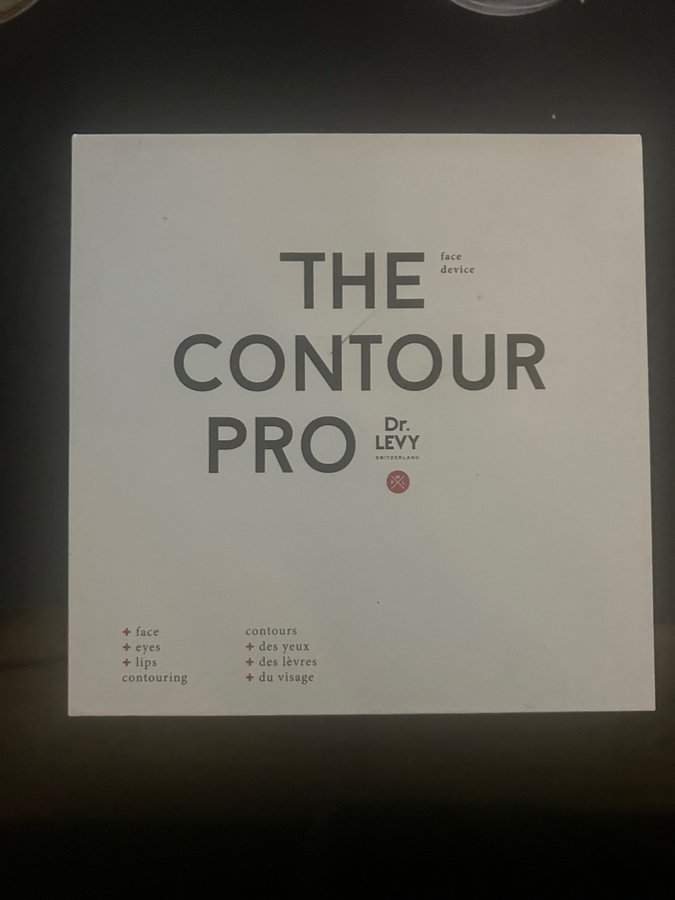 THE
face
device
CONTOUR
PRO
Dr.
LEVY
SWITZERLAND
+ face
+ eyes
+ lips
contouring
contours
+ des yeux
+ des lèvres
+ du visage